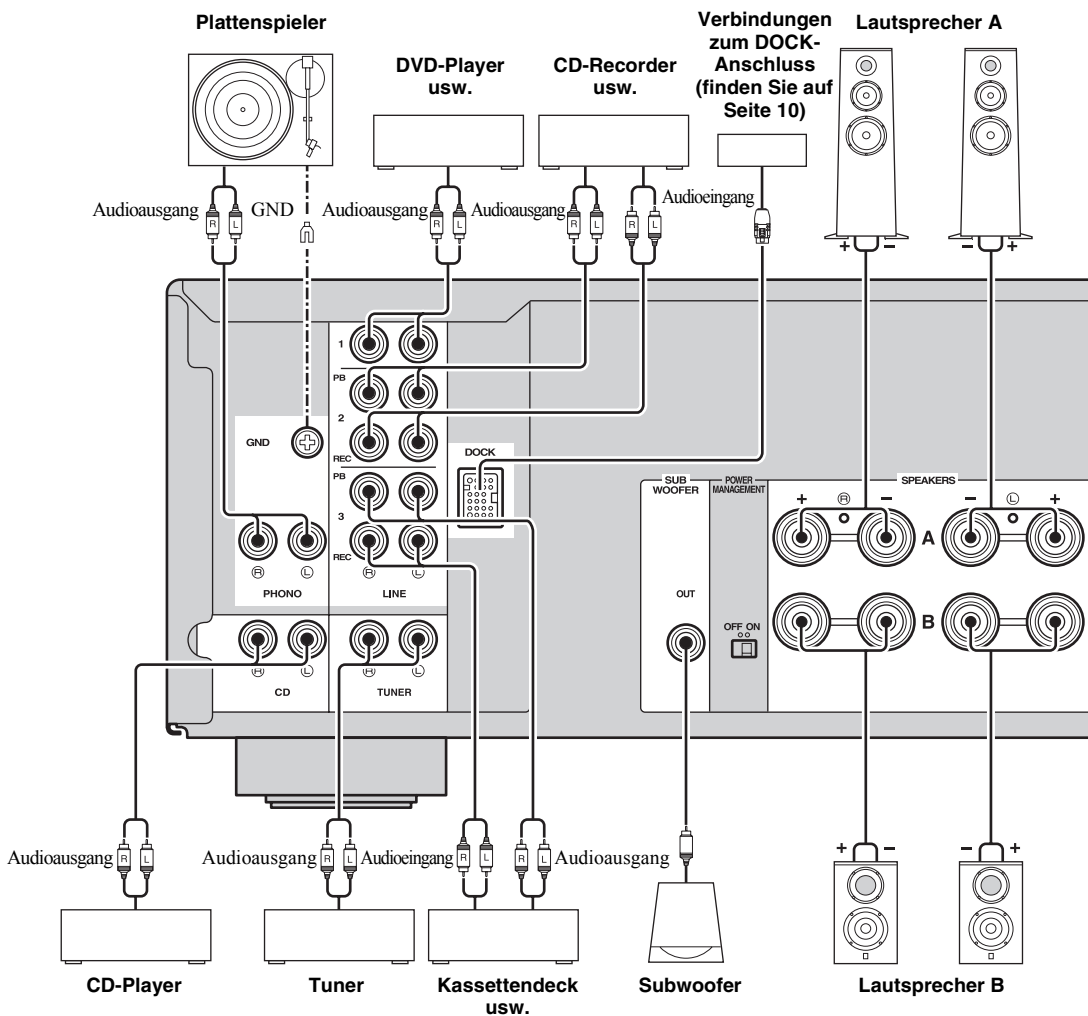 Plattenspieler
DVD-Player
usw.
CD-Recorder
usw.
Verbindungen
zum DOCK-
Anschluss
(finden Sie auf
Seite 10)
Lautsprecher A
Audioausgang
R L
GND
Audioausgang
R L
Audioausgang
R L
R L
Audioeingang
+ −
− +
1
PB
2
REC
GND
DOCK
PB
3
REC
R L
PHONO
R L
LINE
SUB
WOOFER
POWER
MANAGEMENT
SPEAKERS
+ R − − L +
A
OUT
OFF ON
B
R L
CD
R L
TUNER
Audioausgang
R L
Audioausgang
R L
Audioeingang
R L
R L
Audioausgang
+ −
− +
CD-Player
Tuner
Kassettendeck
usw.
Subwoofer
Lautsprecher B